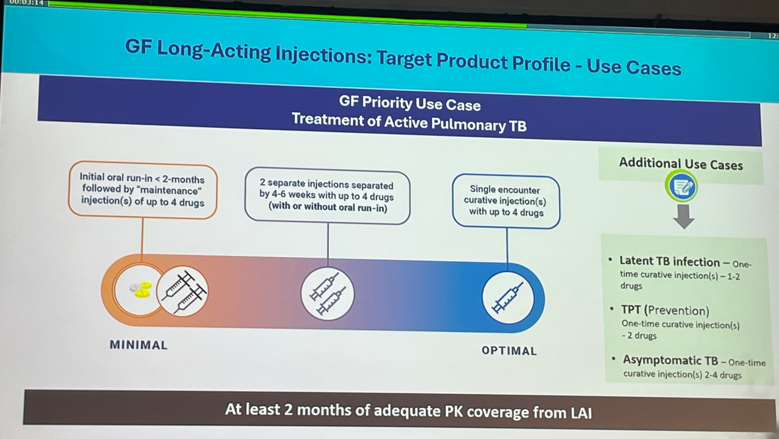 00:03:14
12:
GF Long-Acting Injections: Target Product Profile - Use Cases
GF Priority Use Case
Treatment of Active Pulmonary TB
Initial oral run-in < 2-months
followed by "maintenance"
injection(s) of up to 4 drugs
2 separate injections separated
by 4-6 weeks with up to 4 drugs
(with or without oral run-in)
Single encounter
curative injection(s)
with up to 4 drugs
MINIMAL
OPTIMAL
Additional Use Cases
• Latent TB infection – One-
time curative injection(s) – 1-2
drugs
• TPT (Prevention)
One-time curative injection(s)
- 2 drugs
• Asymptomatic TB – One-time
curative injection(s) 2-4 drugs
At least 2 months of adequate PK coverage from LAI